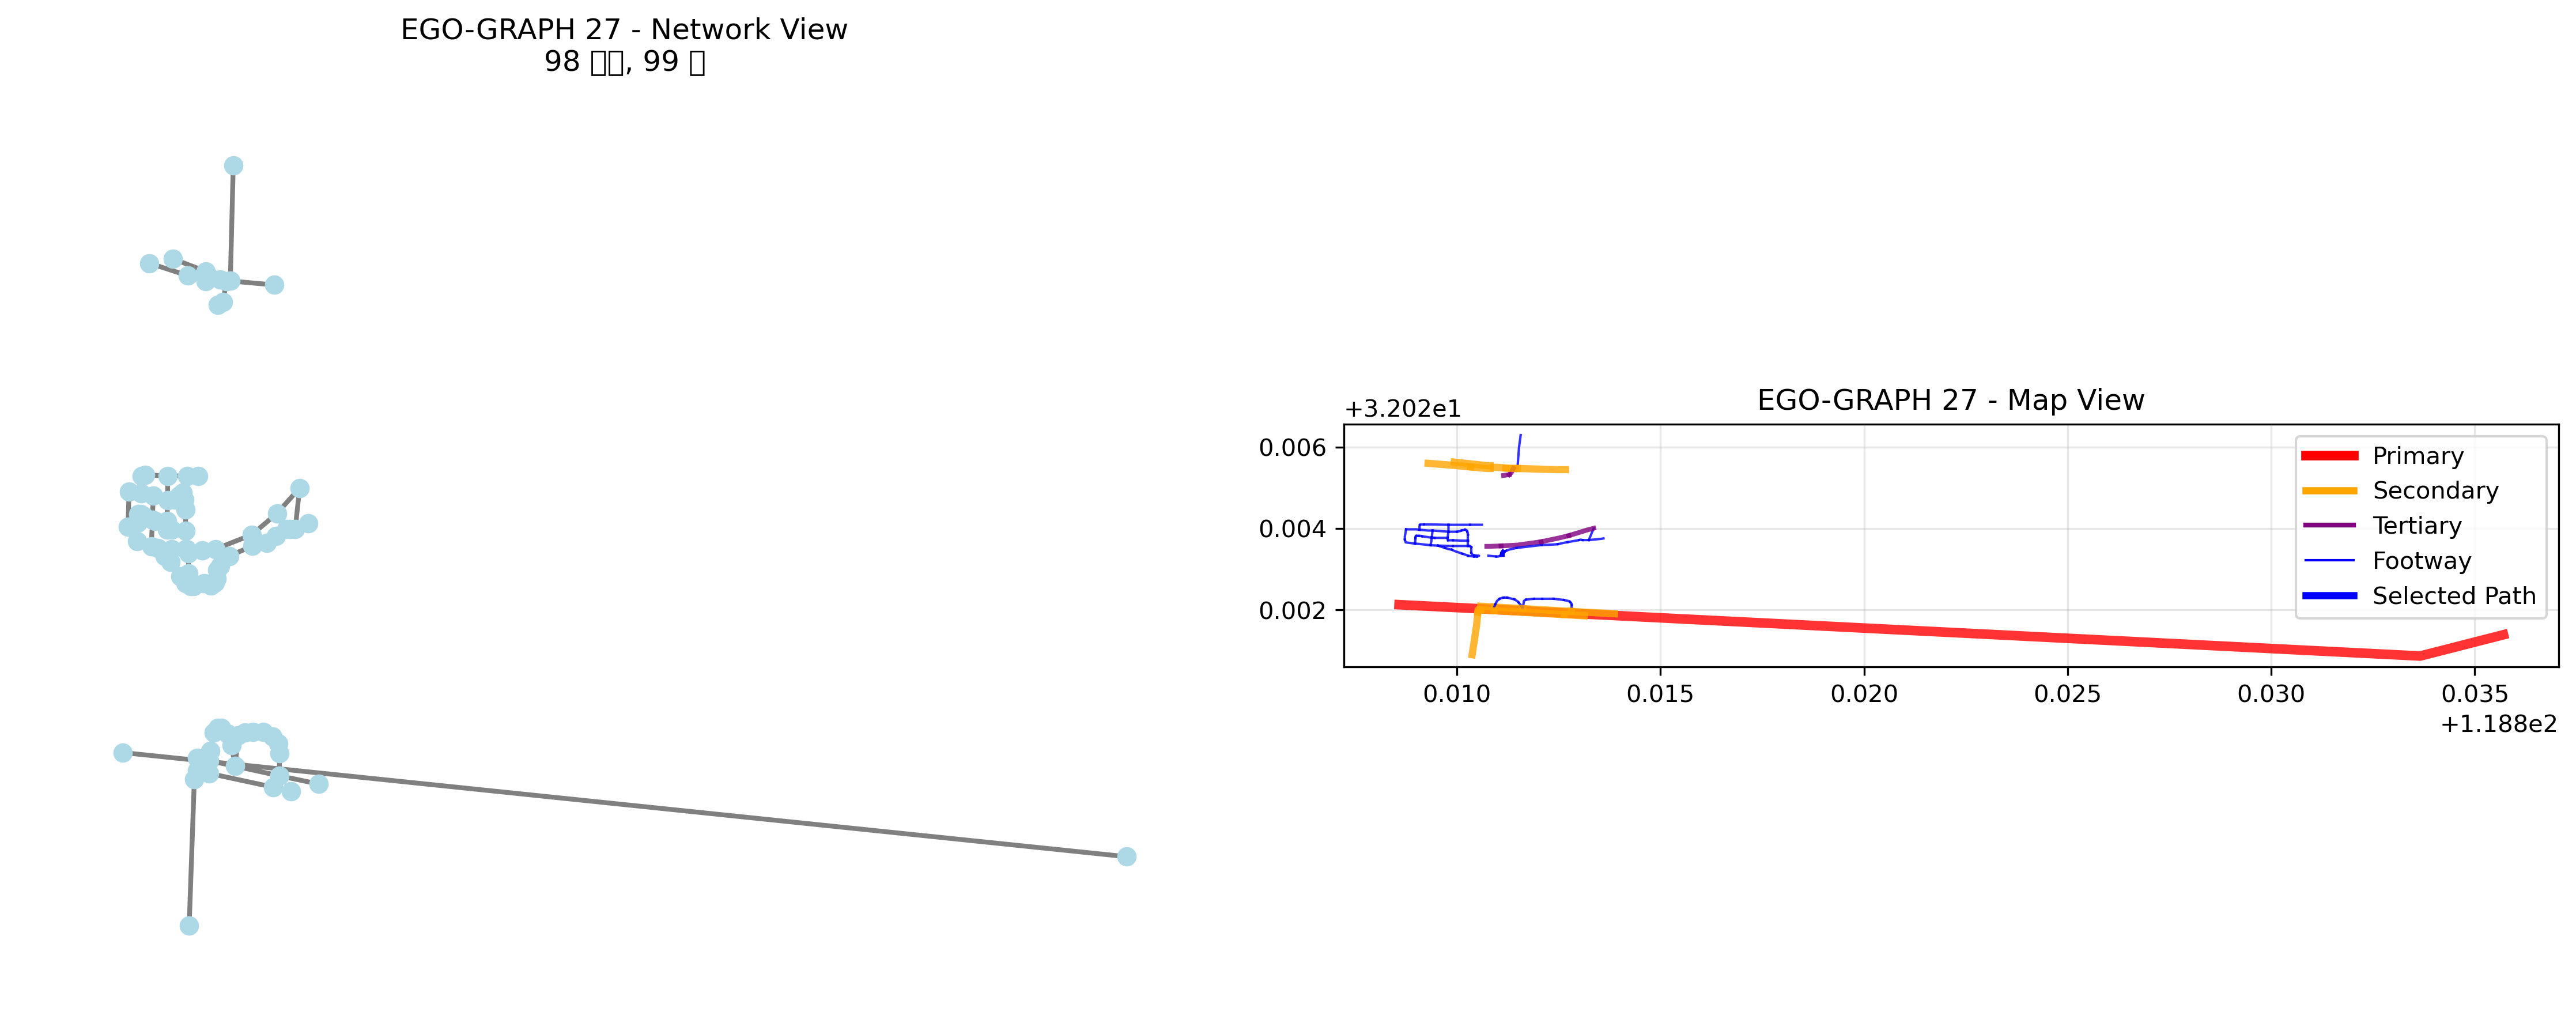 EGO-GRAPH 27 - Network View
98 , 99
EGO-GRAPH 27 - Map View
+3.202e1
0.006
0.004
0.002
Primary
Secondary
Tertiary
Footway
Selected Path
0.010
0.015
0.020
0.025
0.030
0.035
+1.188e2